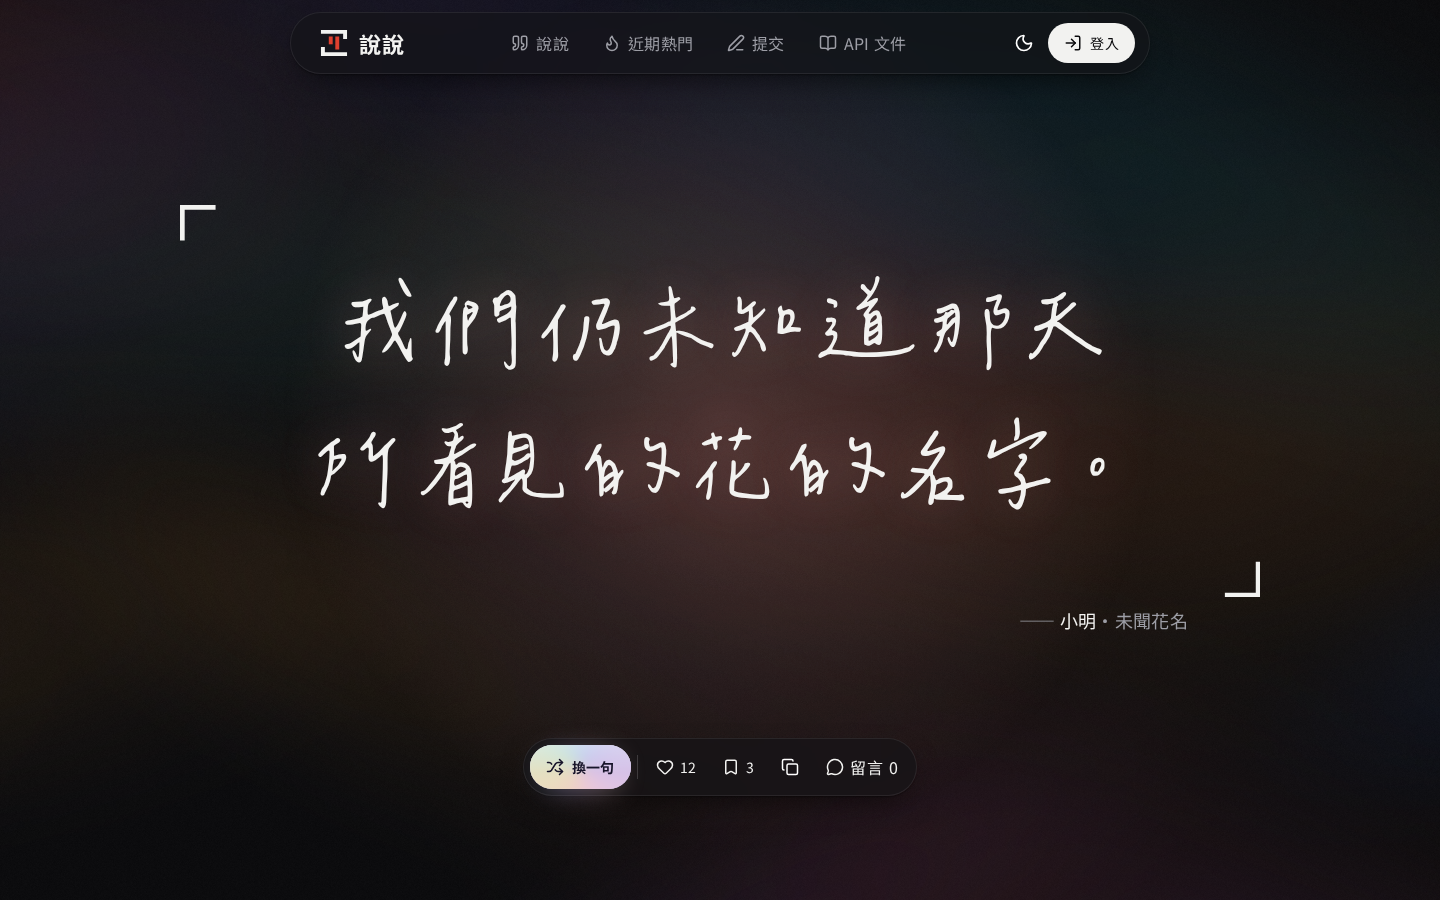 說說
說說
近期熱門
提交
API 文件
登入
「
我們仍未知道那天
所看見的花的名字。
」
—— 小明・未聞花名
換一句
12
3
留言 0